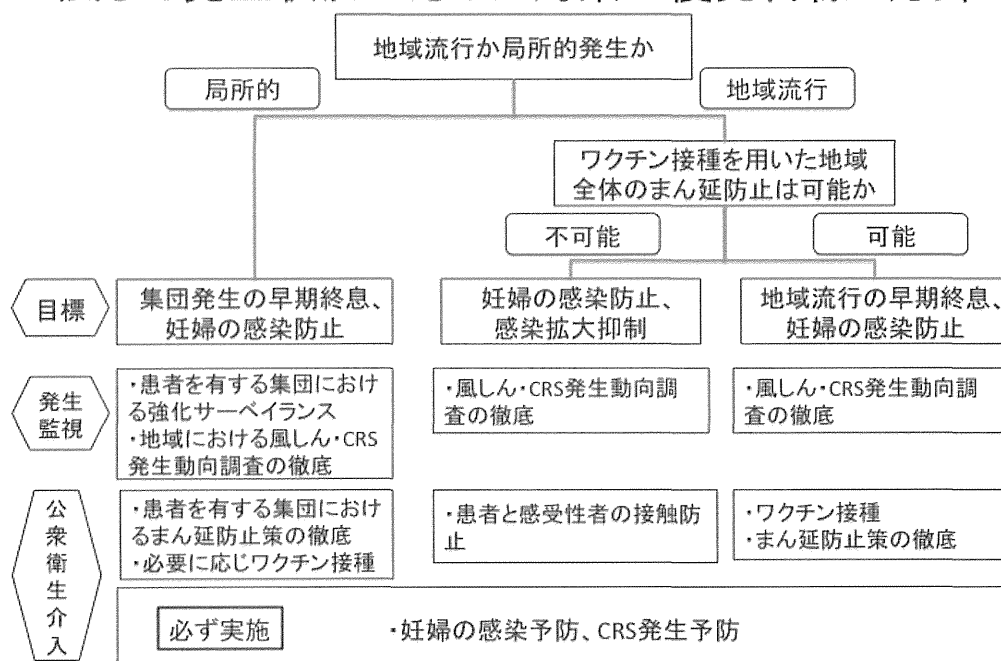 地域流行か局所的発生か
局所的
地域流行
ワクチン接種を用いた地域
全体のまん延防止は可能か
不可能
可能
目標
集団発生の早期終息、
妊婦の感染防止
妊婦の感染防止、
感染拡大抑制
地域流行の早期終息、
妊婦の感染防止
発生
監視
・患者を有する集団におけ
る強化サーベイランス
・地域における風しん・CRS
発生動向調査の徹底
・風しん・CRS発生動向調
査の徹底
・風しん・CRS発生動向調
査の徹底
公
衆
衛
生
介
入
・患者を有する集団におけ
るまん延防止策の徹底
・必要に応じワクチン接種
・患者と感受性者の接触防
止
・ワクチン接種
・まん延防止策の徹底
必ず実施
・妊婦の感染予防、CRS発生予防